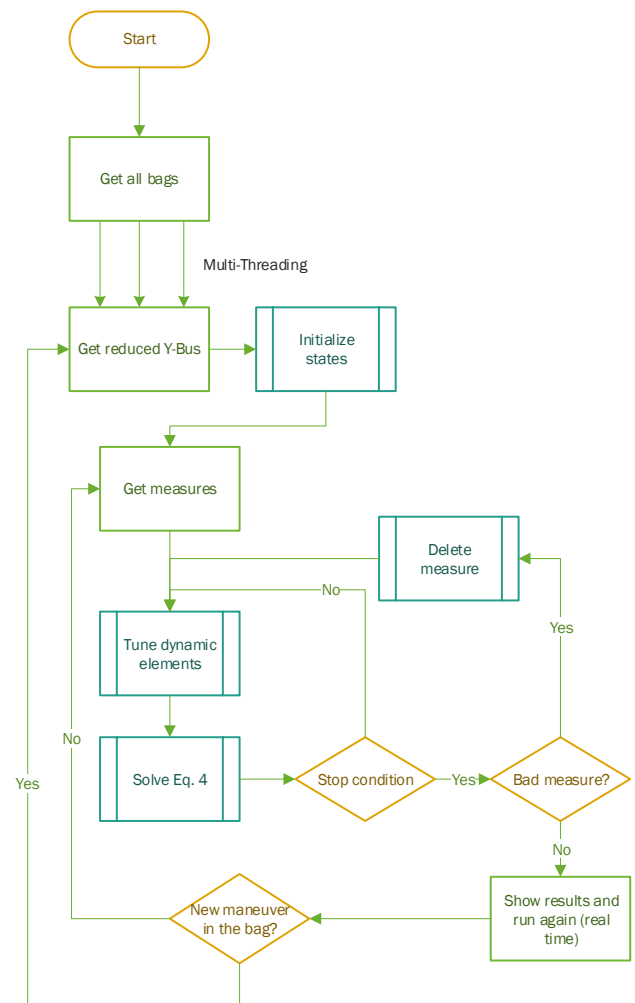 Start
Get all bags
Multi-Threading
Get reduced Y-Bus
Initialize
states
Get measures
Delete
measure
No
Tune dynamic
elements
Yes
No
Yes
Solve Eq. 4
Stop condition
Yes
Bad measure?
No
New maneuver
in the bag?
Show results and
run again (real
time)